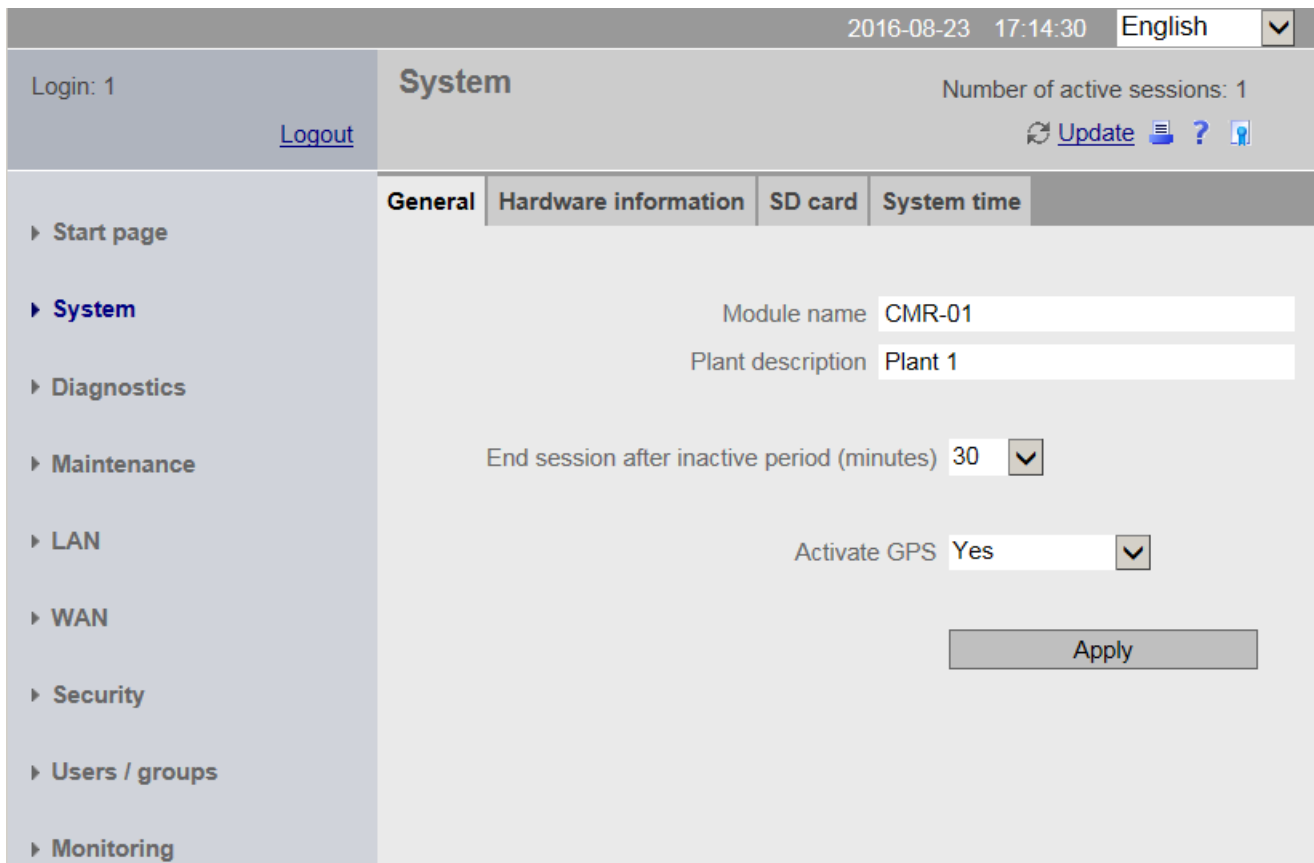 2016-08-23 17:14:30 English
Login: 1
Logout
System
Number of active sessions: 1
Update ?
General Hardware information SD card System time
Start page
System
Diagnostics
Maintenance
LAN
WAN
Security
Users / groups
Monitoring
Module name CMR-01
Plant description Plant 1
End session after inactive period (minutes) 30
Activate GPS Yes
Apply